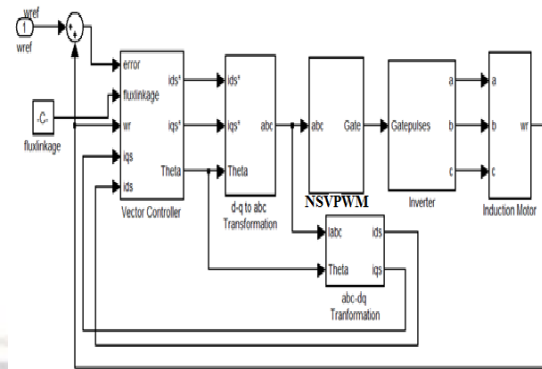 wref
1
wref
-C-
fluxlinkage
error
fluxlinkage
wr
iqs
ids
ids*
iqs*
Theta
Vector Controller
ids*
iqs*
Theta
abc
d-q to abc
Transformation
abc
Gate
NSVPWM
Gatepulses
a
b
c
Inverter
a
b
c
wr
Induction Motor
Iabc
Theta
ids
iqs
abc-dq
Tranformation